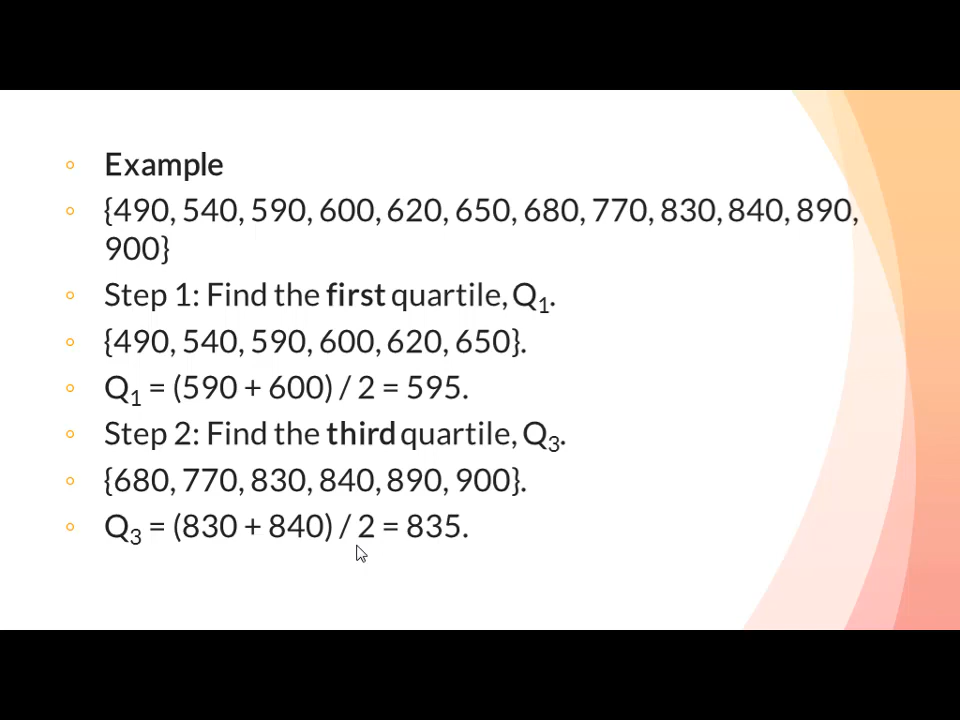 Example
{490, 540, 590, 600, 620, 650, 680, 770, 830, 840, 890,
900}
Step 1: Find the first quartile, Q₁.
{490, 540, 590, 600, 620, 650}.
Q₁ = (590 + 600) / 2 = 595.
Step 2: Find the third quartile, Q₃.
{680, 770, 830, 840, 890, 900}.
Q₃ = (830 + 840) / 2 = 835.